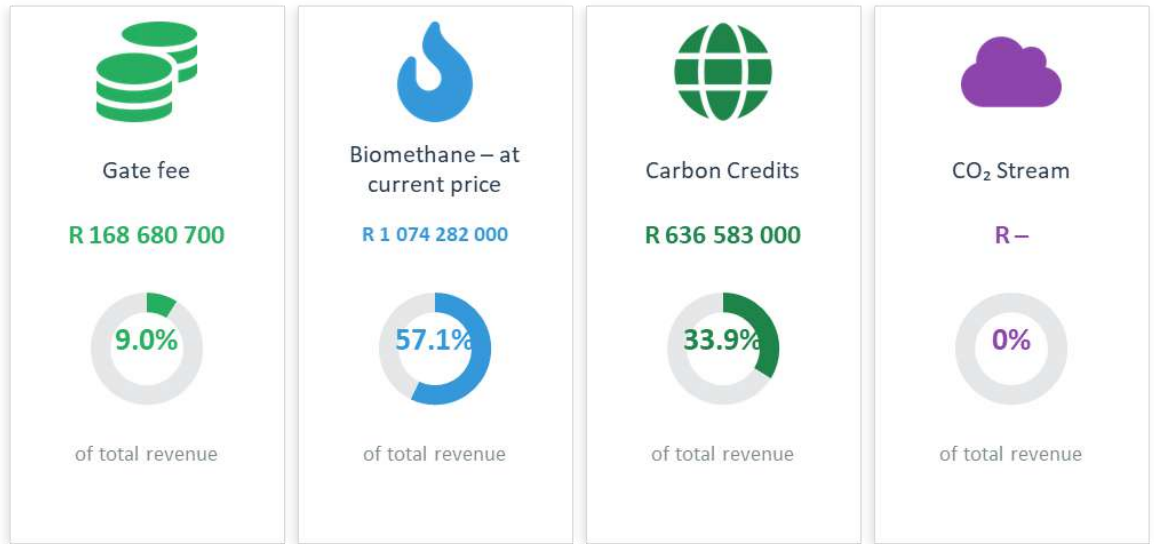 Gate fee
R 168 680 700
9.0%
of total revenue
Biomethane – at
current price
R 1 074 282 000
57.1%
of total revenue
Carbon Credits
R 636 583 000
33.9%
of total revenue
CO₂ Stream
R –
0%
of total revenue